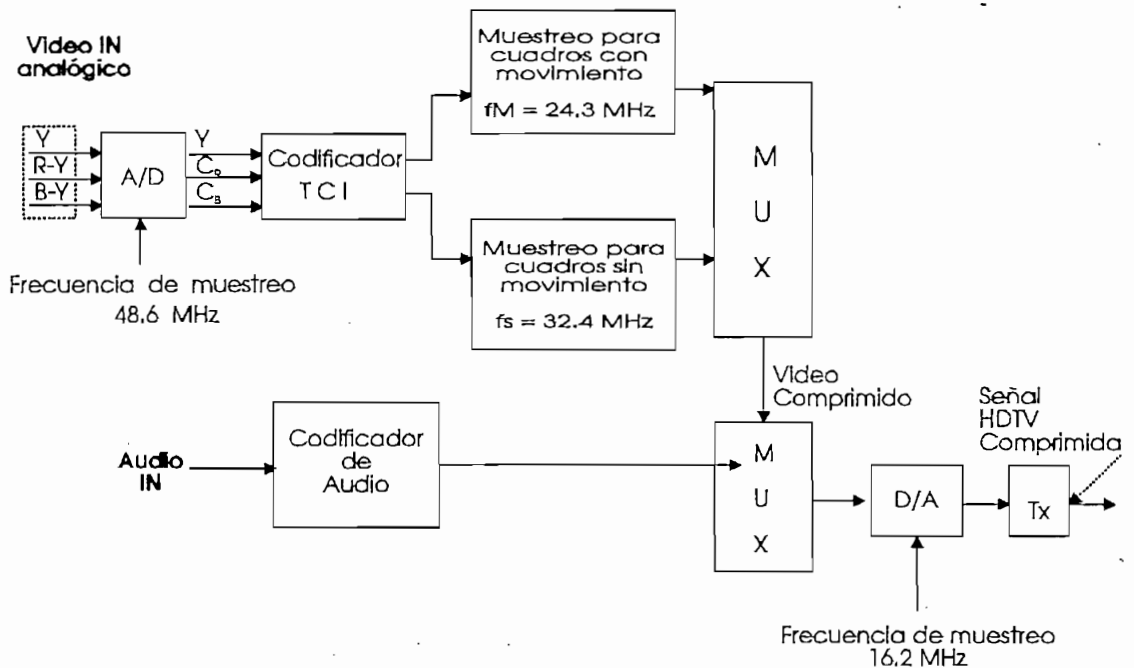 Video IN
analógico
Y
R-Y
B-Y
A/D
Y
C_R
C_B
Frecuencia de muestreo
48,6 MHz
Codificador
T C I
Muestreo para
cuadros con
movimiento
fM = 24,3 MHz
Muestreo para
cuadros sin
movimiento
fs = 32.4 MHz
M
U
X
Video
Comprimido
Audio
IN
Codificador
de
Audio
M
U
X
D/A
Señal
HDTV
Comprimida
Tx
Frecuencia de muestreo
16,2 MHz